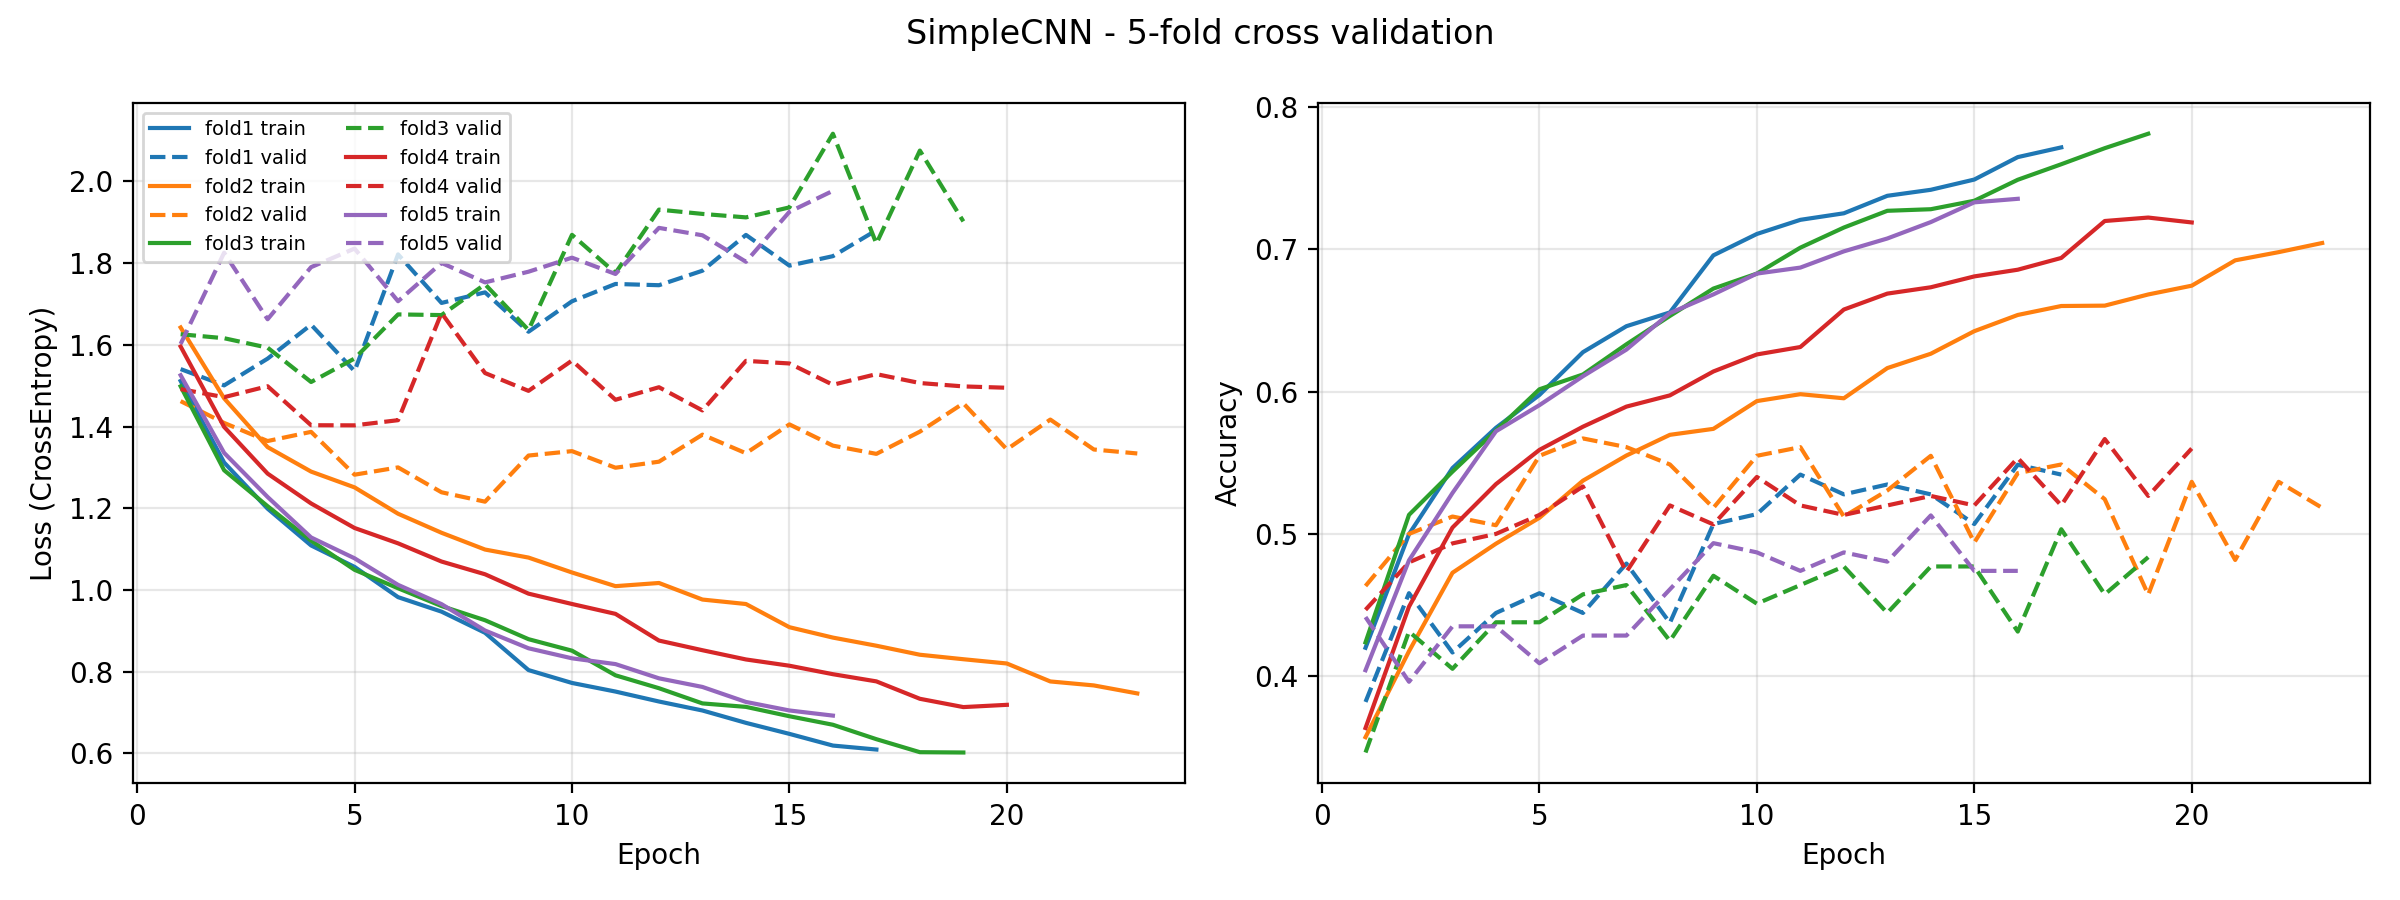 SimpleCNN - 5-fold cross validation
fold1 train
fold1 valid
fold2 train
fold2 valid
fold3 train
fold3 valid
fold4 train
fold4 valid
fold5 train
fold5 valid
2.0
1.8
1.6
1.4
1.2
1.0
0.8
0.6
Loss (CrossEntropy)
0 5 10 15 20
Epoch
0.8
0.7
0.6
0.5
0.4
Accuracy
0 5 10 15 20
Epoch